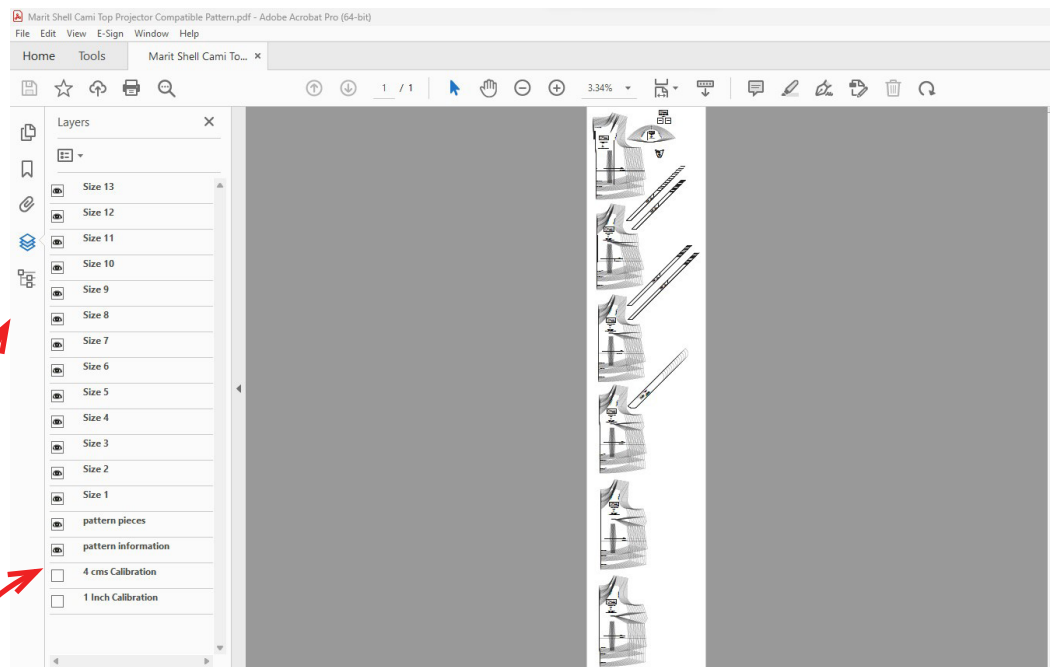 Marit Shell Cami Top Projector Compatible Pattern.pdf - Adobe Acrobat Pro (64-bit)
File Edit View E-Sign Window Help
Home Tools Marit Shell Cami To... ×
1 / 1 3.34%
Layers
Size 13
Size 12
Size 11
Size 10
Size 9
Size 8
Size 7
Size 6
Size 5
Size 4
Size 3
Size 2
Size 1
pattern pieces
pattern information
4 cms Calibration
1 Inch Calibration